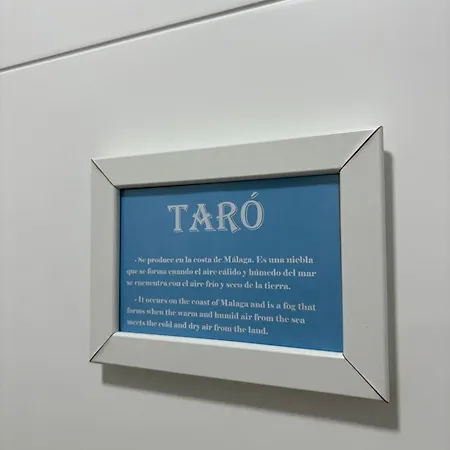 TARÓ
- Se produce en la costa de Málaga. Es una niebla
que se forma cuando el aire cálido y húmedo del mar
se encuentra con el aire frío y seco de la tierra.
- It occurs on the coast of Malaga and is a fog that
forms when the warm and humid air from the sea
meets the cold and dry air from the land.